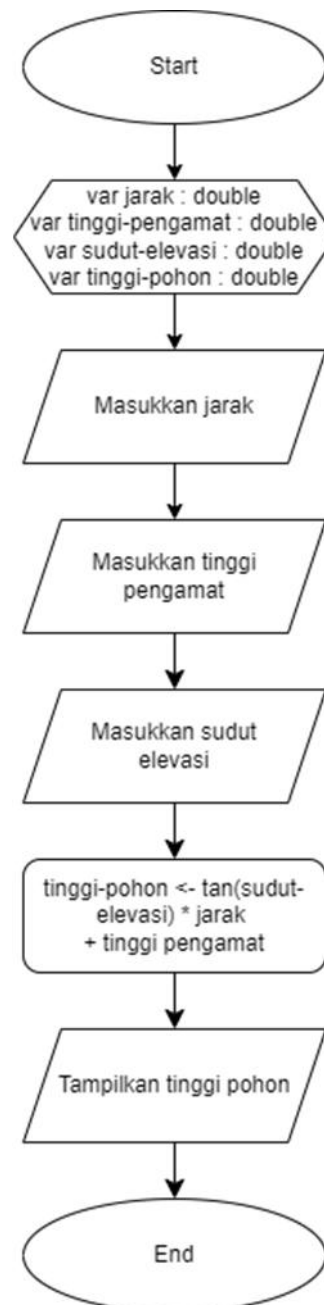 Start
var jarak : double
var tinggi-pengamat : double
var sudut-elevasi : double
var tinggi-pohon : double
Masukkan jarak
Masukkan tinggi
pengamat
Masukkan sudut
elevasi
tinggi-pohon <- tan(sudut-
elevasi) * jarak
+ tinggi pengamat
Tampilkan tinggi pohon
End